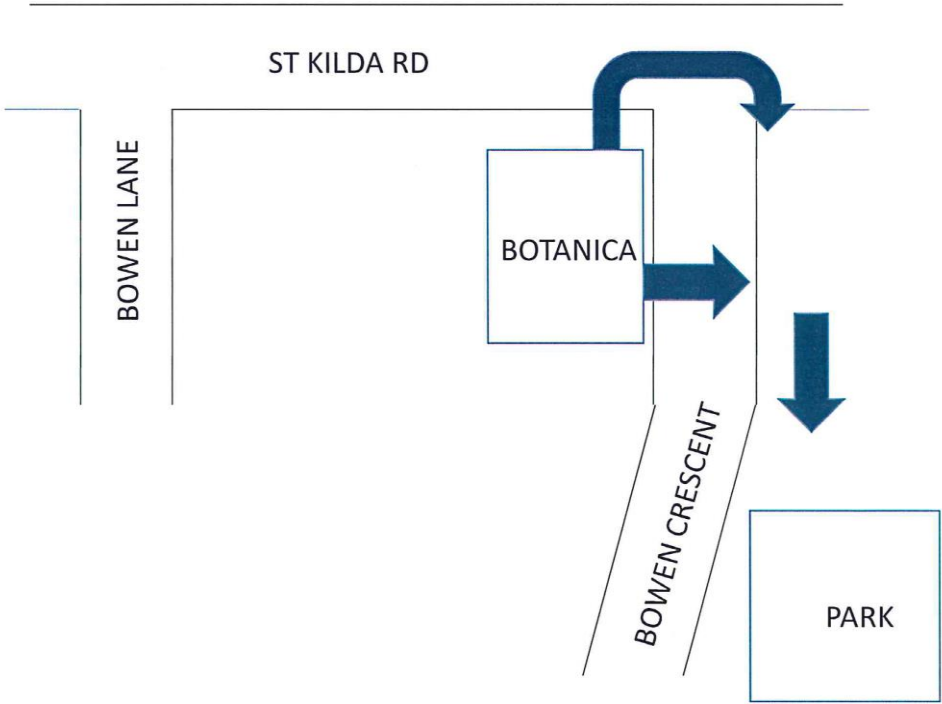 ST KILDA RD
BOWEN LANE
BOTANICA
BOWEN CRESCENT
PARK